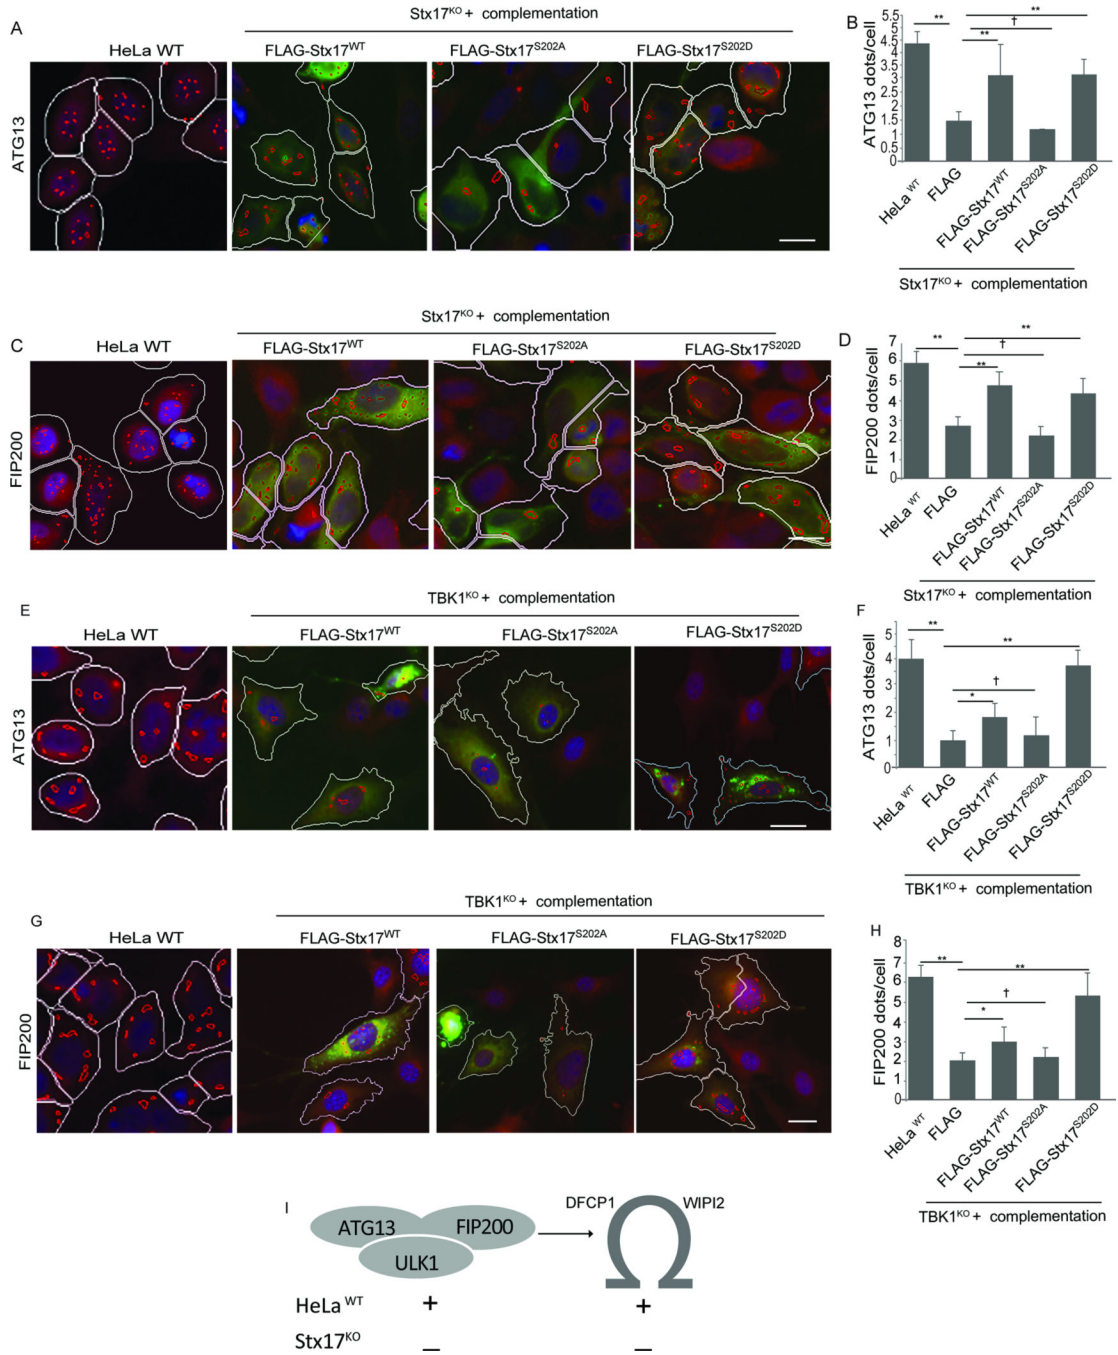 A
Stx17KO + complementation
HeLa WT
FLAG-Stx17WT
FLAG-Stx17S202A
FLAG-Stx17S202D
ATG13
B
ATG13 dots/cell
5.5
5
4.5
4
3.5
3
2.5
2
1.5
1
0.5
0
**
**
†
**
HeLa WT
FLAG
FLAG-Stx17WT
FLAG-Stx17S202A
FLAG-Stx17S202D
Stx17KO + complementation
C
Stx17KO + complementation
HeLa WT
FLAG-Stx17WT
FLAG-Stx17S202A
FLAG-Stx17S202D
FIP200
D
FIP200 dots/cell
7
6
5
4
3
2
1
0
**
**
†
**
HeLa WT
FLAG
FLAG-Stx17WT
FLAG-Stx17S202A
FLAG-Stx17S202D
Stx17KO + complementation
E
TBK1KO + complementation
HeLa WT
FLAG-Stx17WT
FLAG-Stx17S202A
FLAG-Stx17S202D
ATG13
F
ATG13 dots/cell
5
4
3
2
1
0
**
**
†
*
HeLa WT
FLAG
FLAG-Stx17WT
FLAG-Stx17S202A
FLAG-Stx17S202D
TBK1KO + complementation
G
TBK1KO + complementation
HeLa WT
FLAG-Stx17WT
FLAG-Stx17S202A
FLAG-Stx17S202D
FIP200
H
FIP200 dots/cell
8
7
6
5
4
3
2
1
0
**
**
†
*
HeLa WT
FLAG
FLAG-Stx17WT
FLAG-Stx17S202A
FLAG-Stx17S202D
TBK1KO + complementation
I
ATG13
FIP200
ULK1
DFCP1
WIPI2
HeLa WT + +
Stx17KO – –